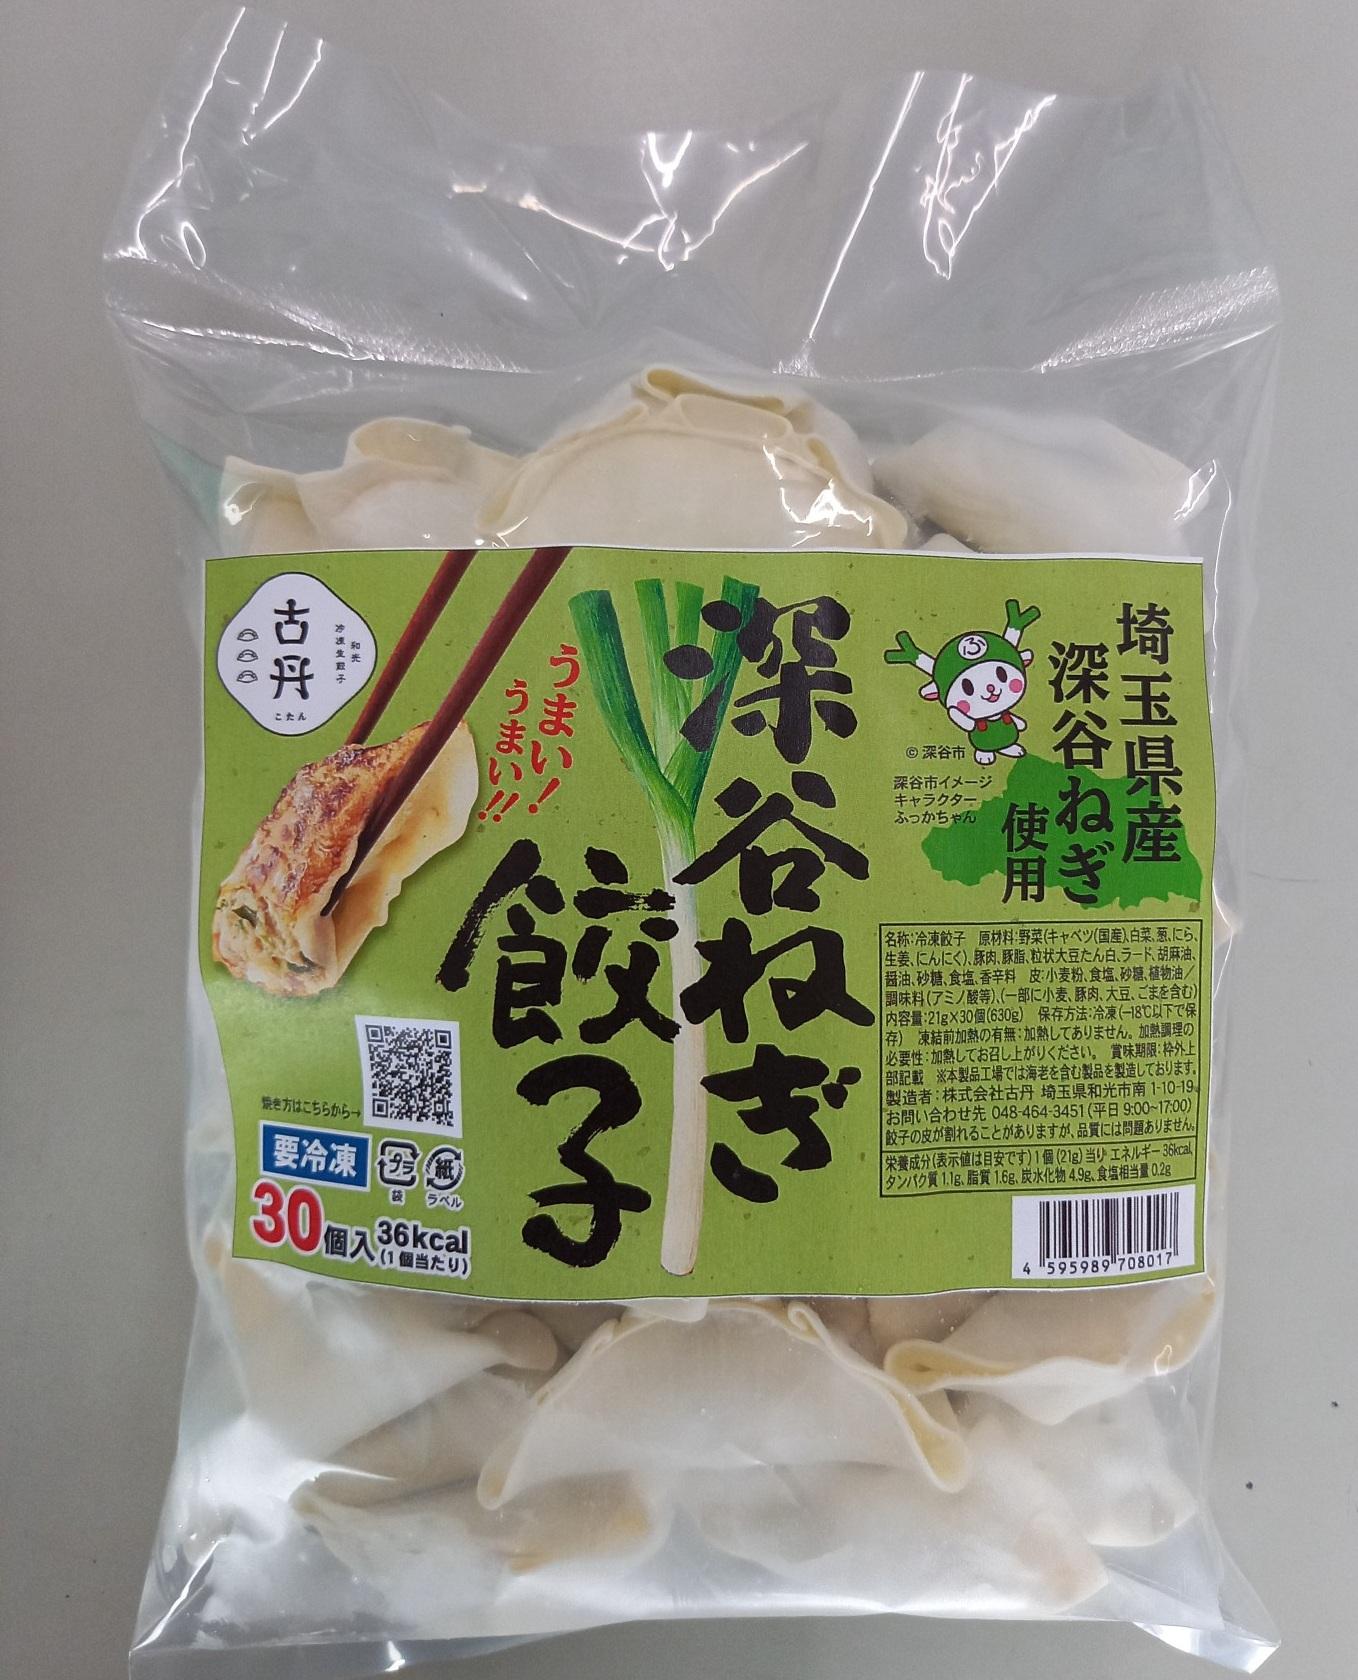 古丹
和光
冷凍生餃子
こたん
うまい!
うまい!!
深谷ねぎ
餃子
埼玉県産
深谷ねぎ
使用
ふ
© 深谷市
深谷市イメージ
キャラクター
ふっかちゃん
名称:冷凍餃子 原材料:野菜(キャベツ(国産)、白菜、葱、にら、
生姜、にんにく)、豚肉、豚脂、粒状大豆たん白、ラード、胡麻油、
醤油、砂糖、食塩、香辛料 皮:小麦粉、食塩、砂糖、植物油/
調味料(アミノ酸等)、(一部に小麦、豚肉、大豆、ごまを含む)
内容量:21g×30個(630g) 保存方法:冷凍(−18℃以下で保
存) 凍結前加熱の有無:加熱してありません。加熱調理の
必要性:加熱してお召し上がりください。 賞味期限:枠外上
部記載 ※本製品工場では海老を含む製品を製造しております。
製造者:株式会社古丹 埼玉県和光市南 1-10-19
お問い合わせ先 048-464-3451(平日 9:00~17:00)
餃子の皮が割れることがありますが、品質には問題ありません。
栄養成分(表示値は目安です)1個(21g)当り エネルギー 36kcal、
タンパク質 1.1g、脂質 1.6g、炭水化物 4.9g、食塩相当量 0.2g
焼き方はこちらから→
要冷凍
プラ
袋
紙
ラベル
30個入
36kcal
(1個当たり)
4 595989 708017